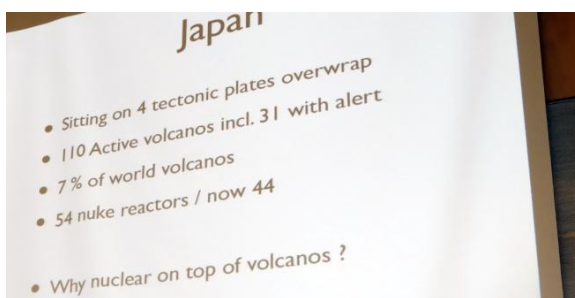 Japan
• Sitting on 4 tectonic plates overwrap
• 110 Active volcanos incl. 31 with alert
• 7 % of world volcanos
• 54 nuke reactors / now 44
• Why nuclear on top of volcanos ?